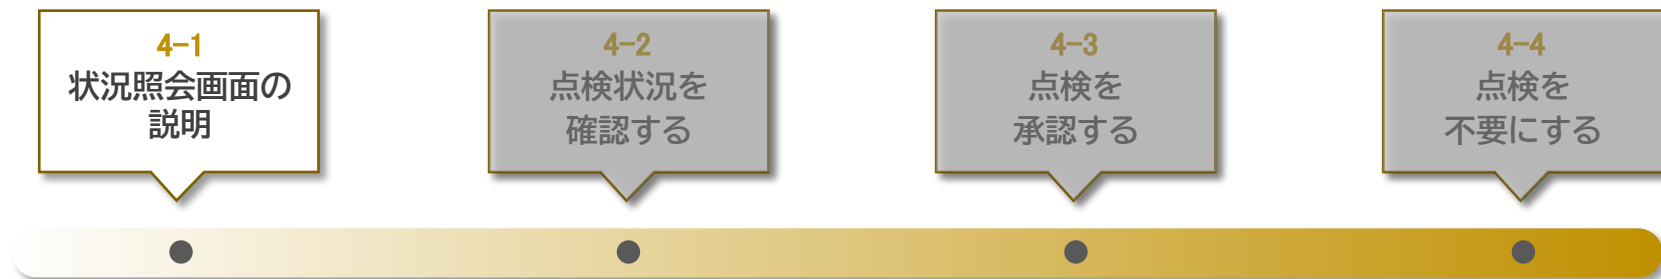 4-1
状況照会画面の
説明
4-2
点検状況を
確認する
4-3
点検を
承認する
4-4
点検を
不要にする